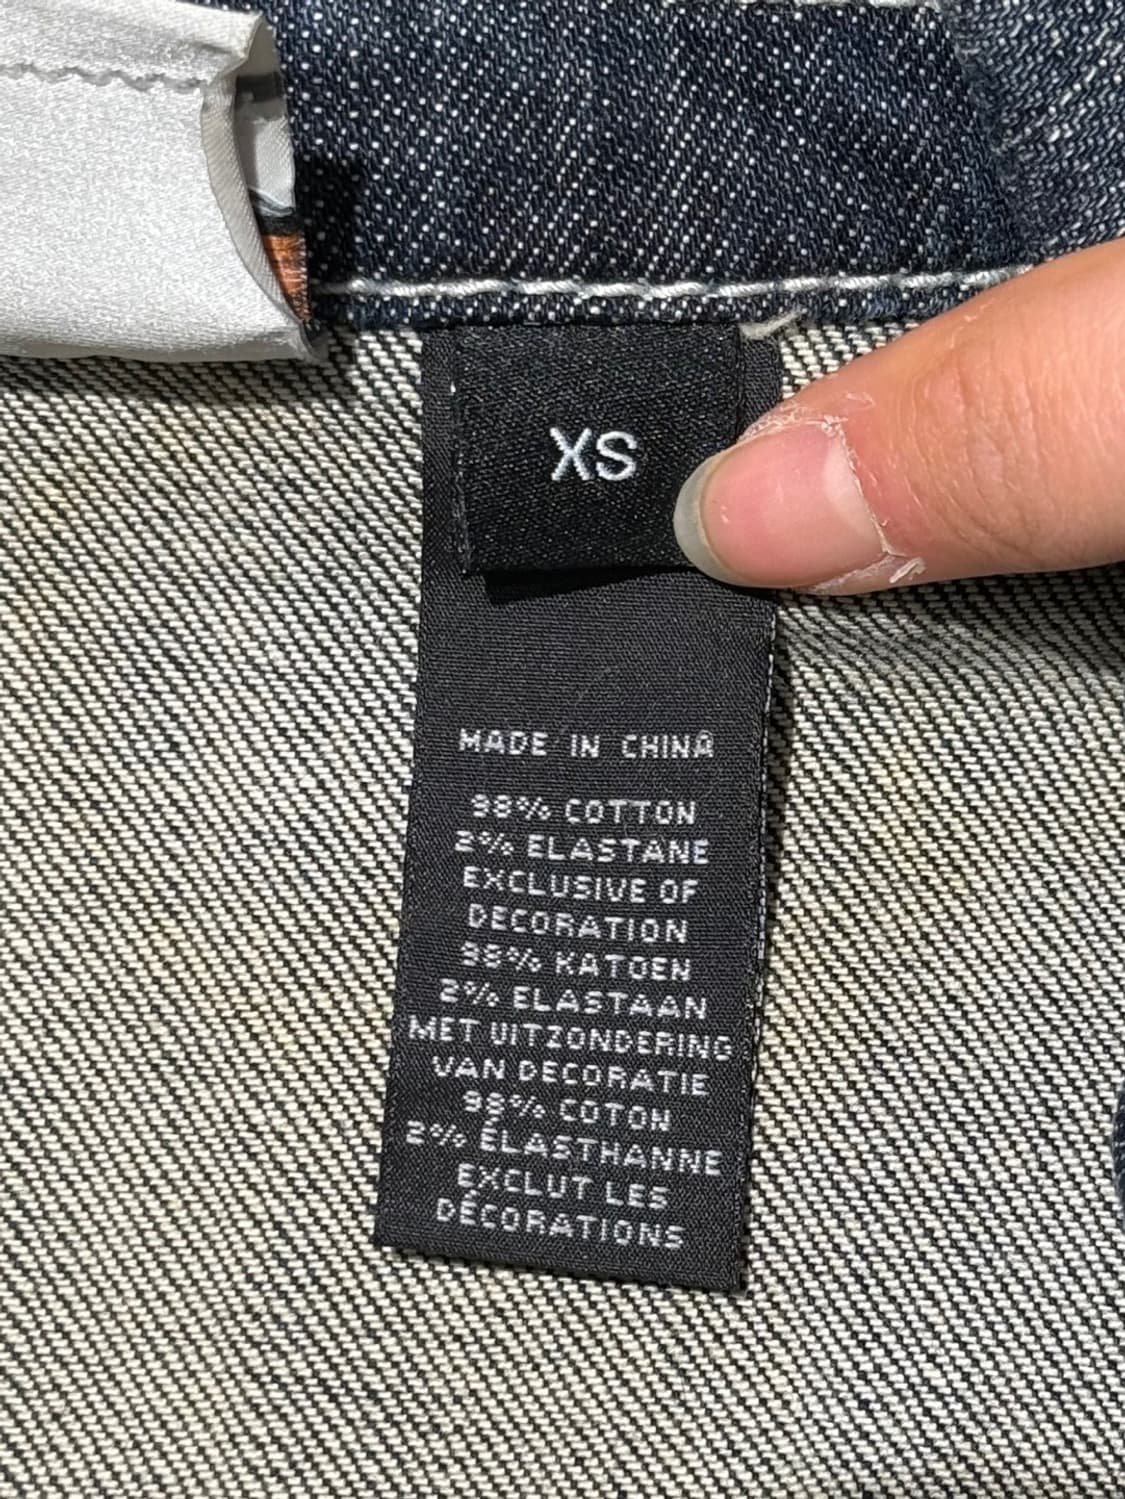 XS
MADE IN CHINA
98% COTTON
2% ELASTANE
EXCLUSIVE OF
DECORATION
98% KATOEN
2% ELASTAAN
MET UITZONDERING
VAN DECORATIE
98% COTON
2% ÉLASTHANNE
EXCLUT LES
DÉCORATIONS